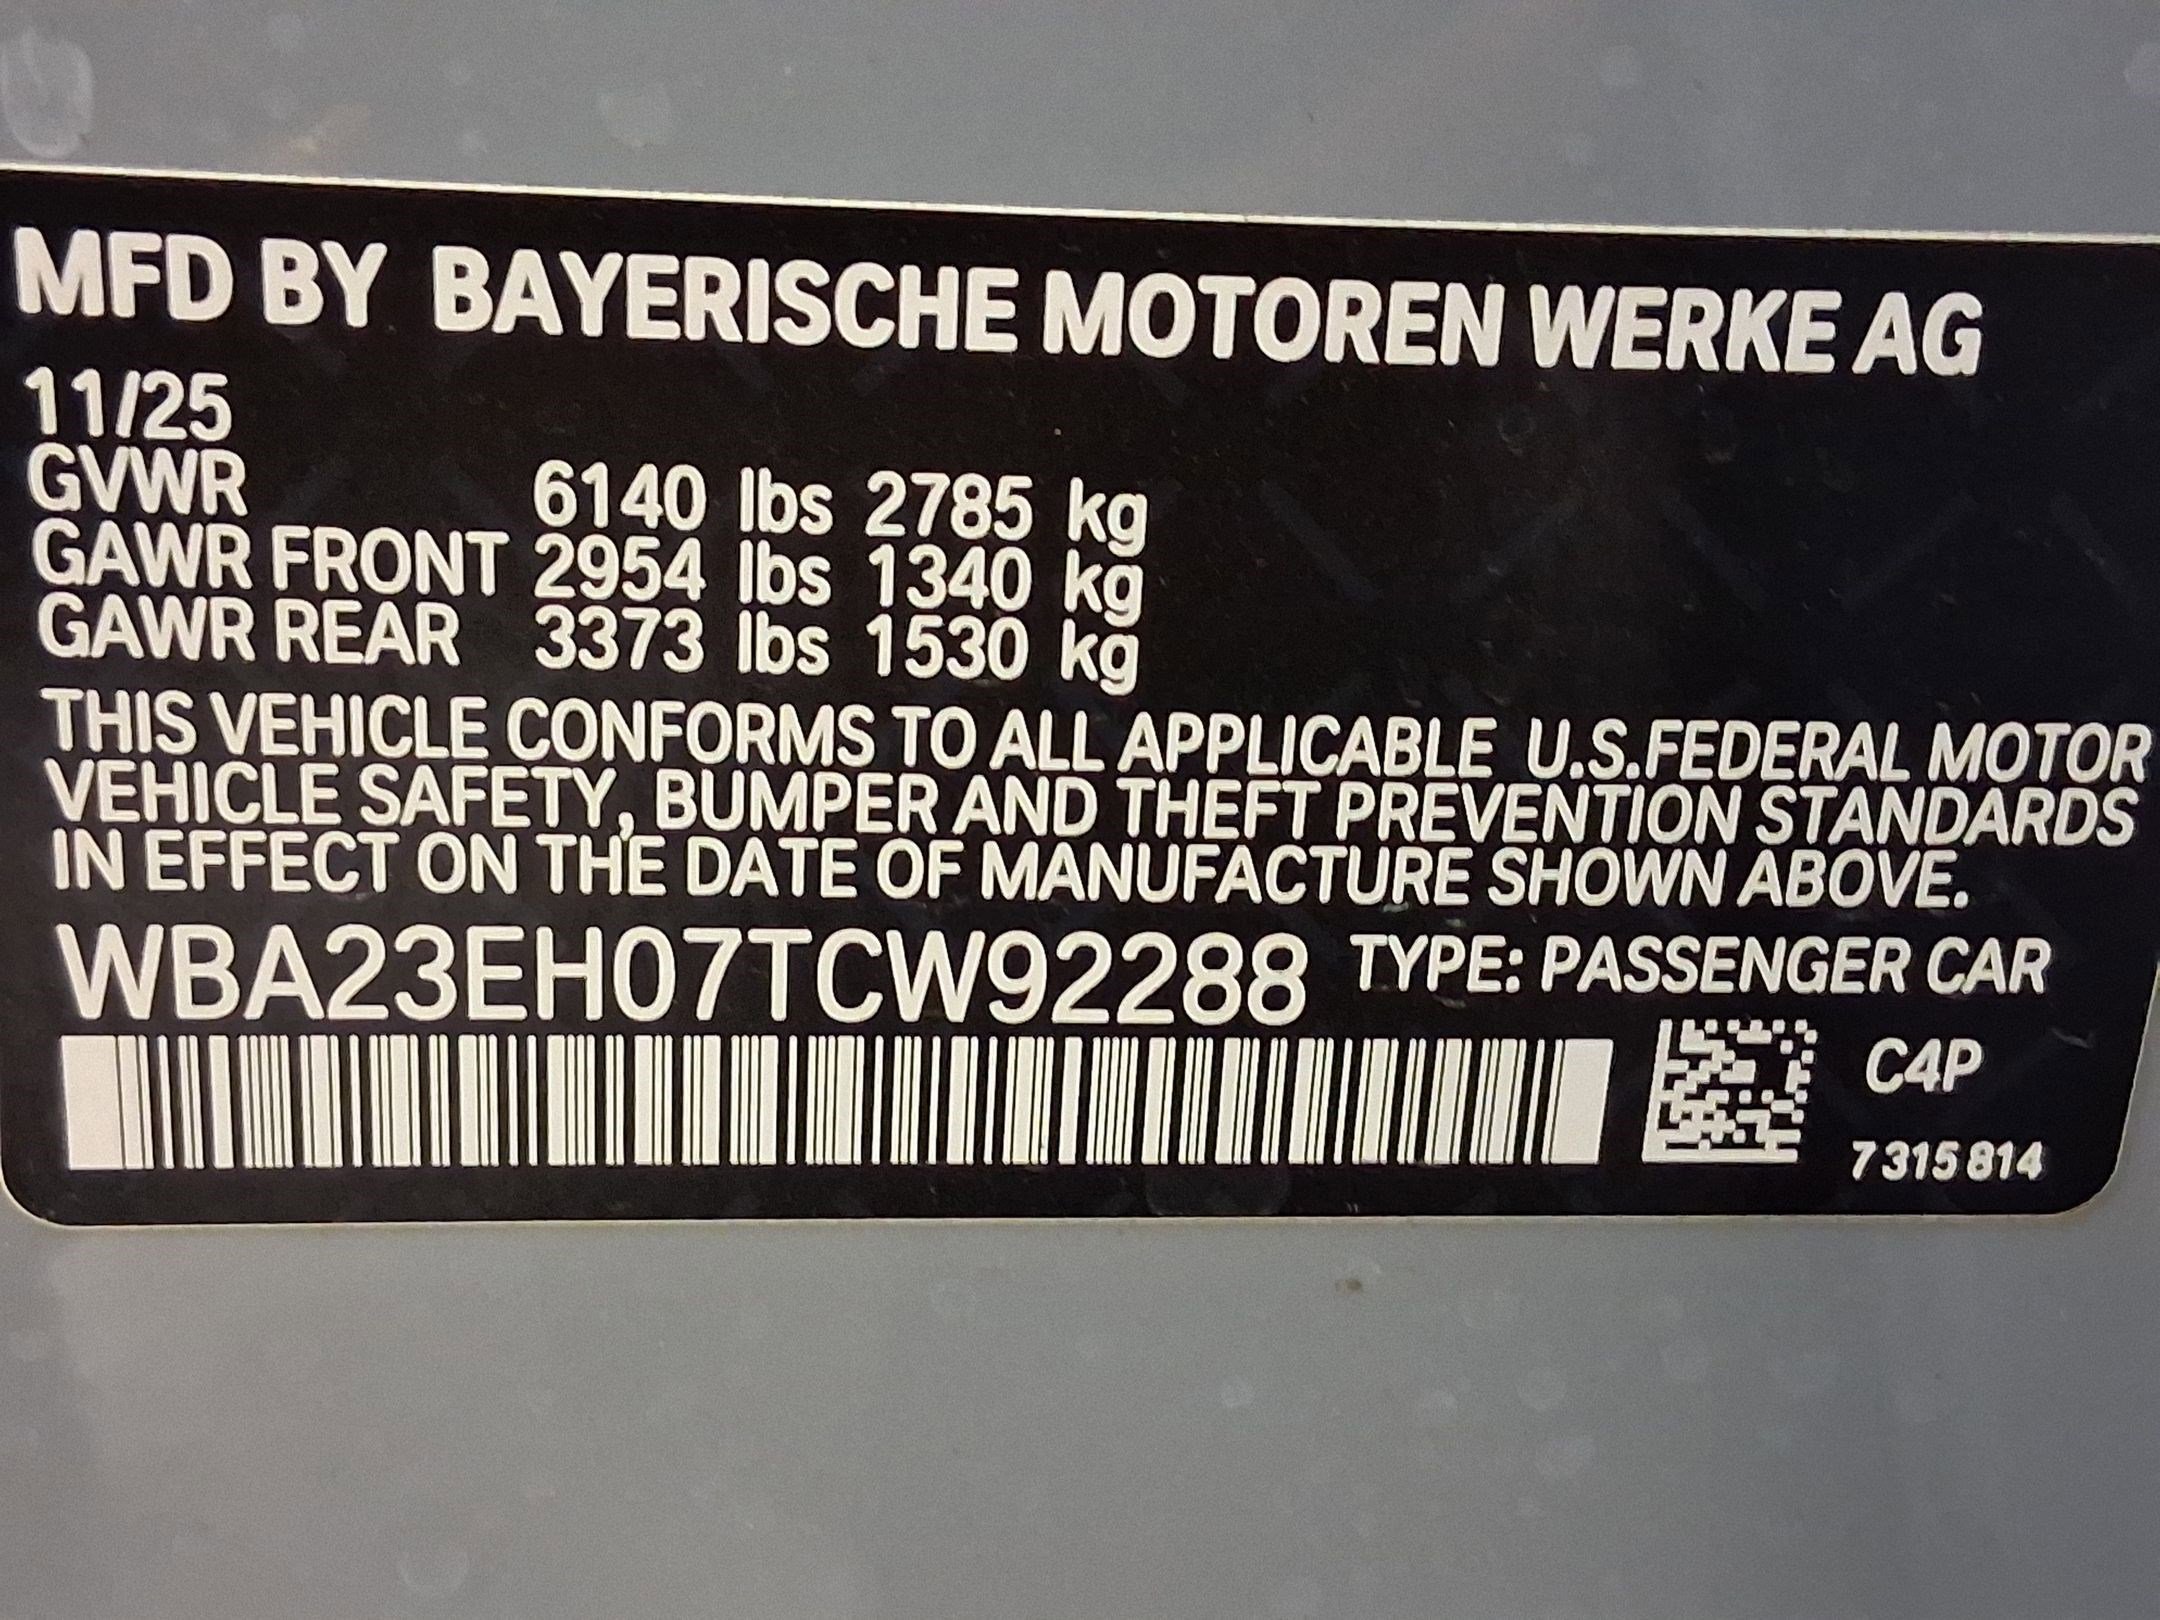 MFD BY BAYERISCHE MOTOREN WERKE AG
11/25
GVWR 6140 lbs 2785 kg
GAWR FRONT 2954 lbs 1340 kg
GAWR REAR 3373 lbs 1530 kg
THIS VEHICLE CONFORMS TO ALL APPLICABLE U.S.FEDERAL MOTOR
VEHICLE SAFETY, BUMPER AND THEFT PREVENTION STANDARDS
IN EFFECT ON THE DATE OF MANUFACTURE SHOWN ABOVE.
WBA23EH07TCW92288 TYPE: PASSENGER CAR
C4P
7 315 814